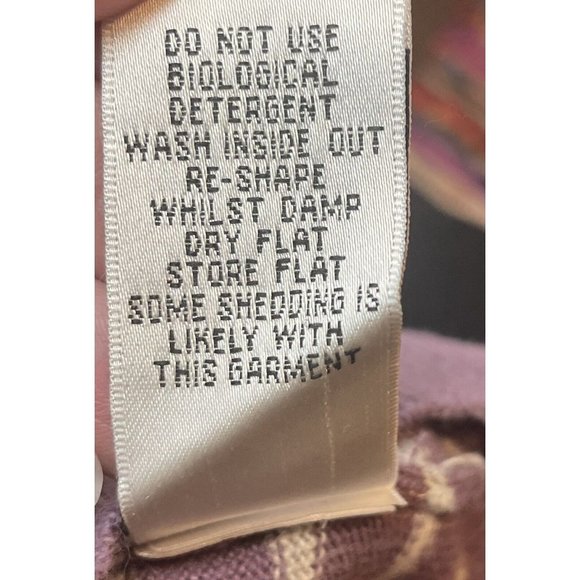 DO NOT USE
BIOLOGICAL
DETERGENT
WASH INSIDE OUT
RE-SHAPE
WHILST DAMP
DRY FLAT
STORE FLAT
SOME SHEDDING IS
LIKELY WITH
THIS GARMENT